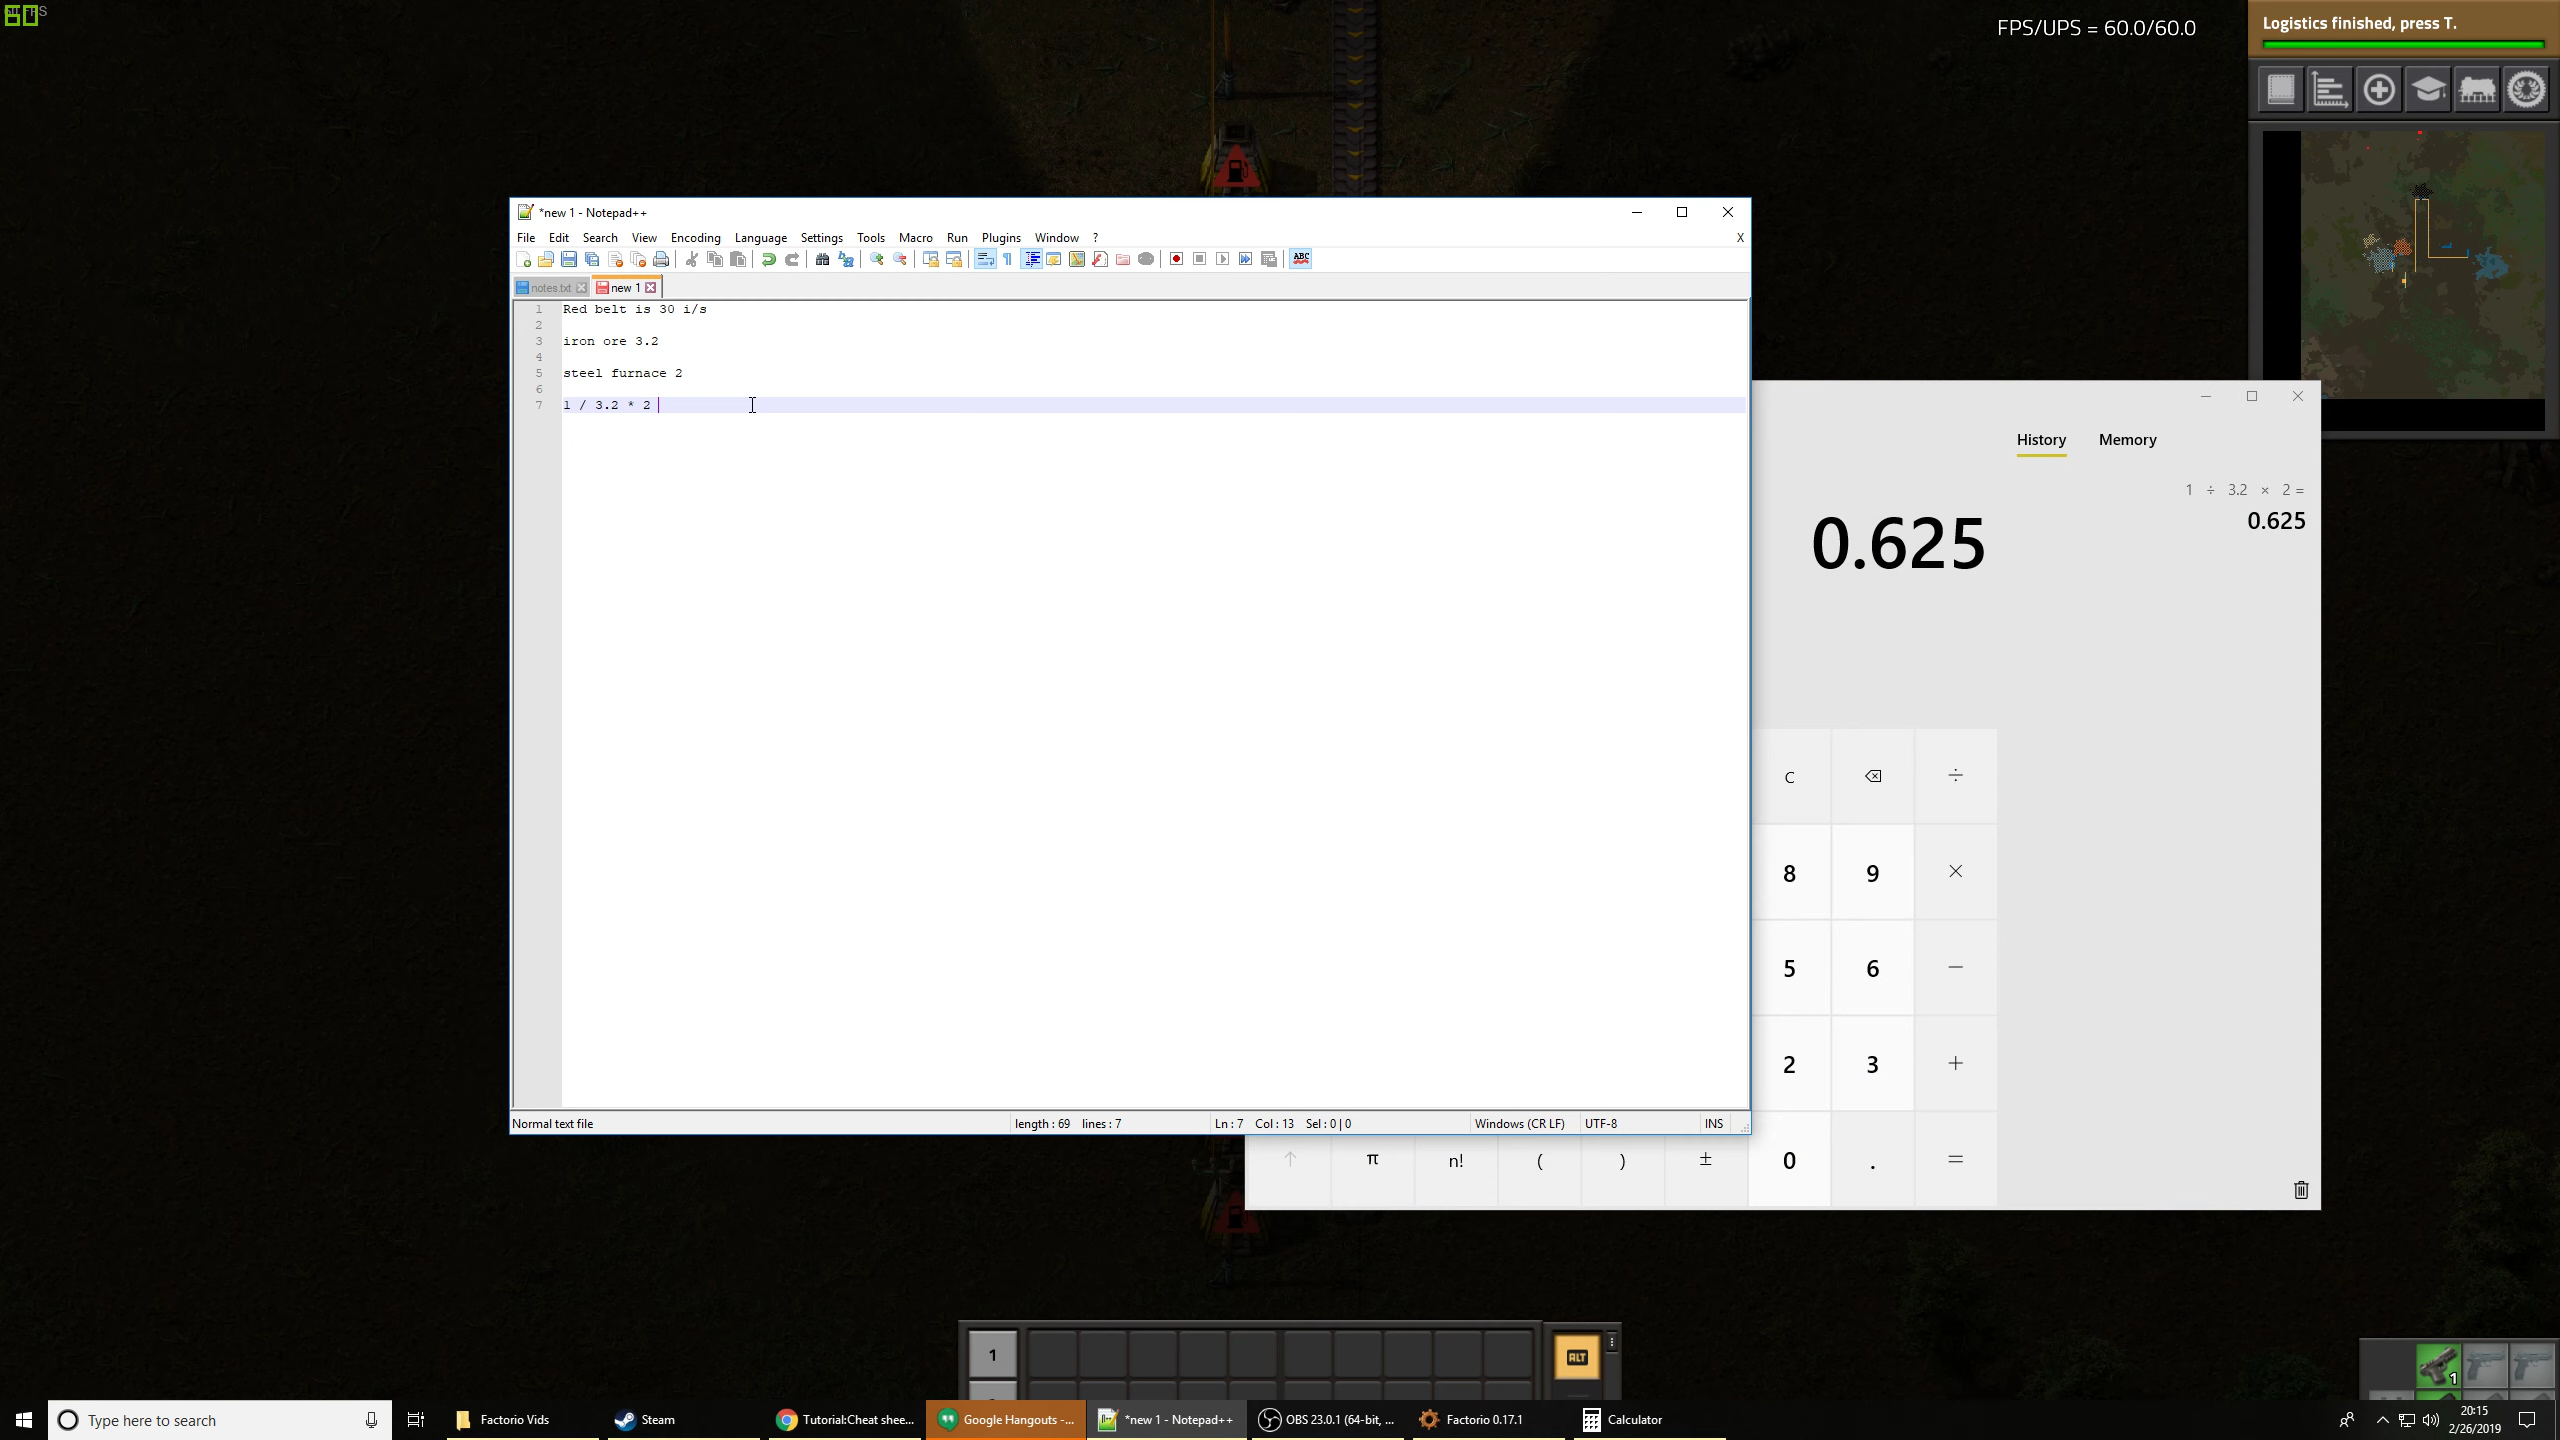 60 FPS
FPS/UPS = 60.0/60.0
Logistics finished, press T.
*new 1 - Notepad++
File Edit Search View Encoding Language Settings Tools Macro Run Plugins Window ? X
ABC
notes.txt new 1
1 Red belt is 30 i/s
2
3 iron ore 3.2
4
5 steel furnace 2
6
7 1 / 3.2 * 2
Normal text file length : 69 lines : 7 Ln : 7 Col : 13 Sel : 0 | 0 Windows (CR LF) UTF-8 INS
History Memory
1 ÷ 3.2 × 2 =
0.625
0.625
C ÷
8 9 ×
5 6 −
2 3 +
↑ π n! ( ) ± 0 . =
1
ALT
1
Type here to search
Factorio Vids
Steam
Tutorial:Cheat shee...
Google Hangouts -...
*new 1 - Notepad++
OBS 23.0.1 (64-bit, ...
Factorio 0.17.1
Calculator
20:15
2/26/2019